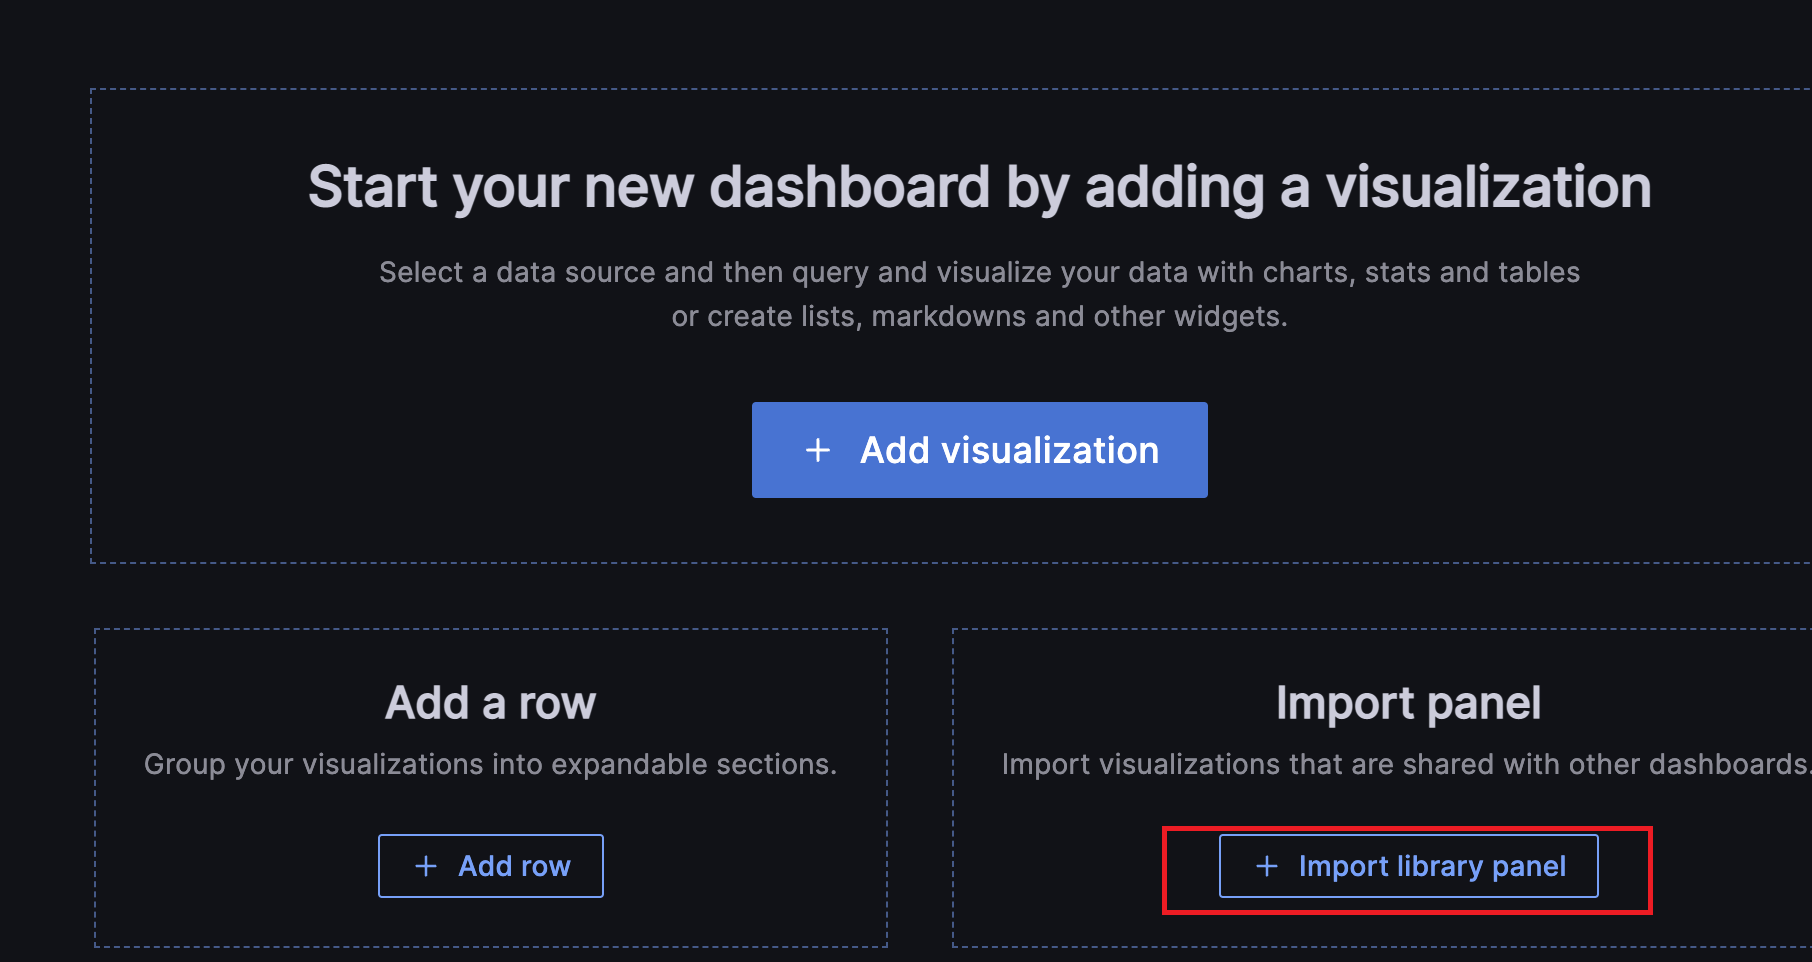 Start your new dashboard by adding a visualization
Select a data source and then query and visualize your data with charts, stats and tables
or create lists, markdowns and other widgets.
+ Add visualization
Add a row
Group your visualizations into expandable sections.
+ Add row
Import panel
Import visualizations that are shared with other dashboards.
+ Import library panel